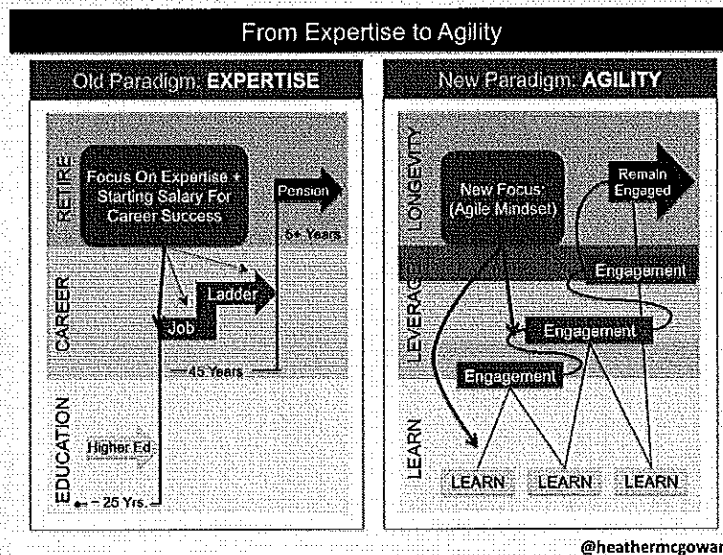 From Expertise to Agility
Old Paradigm: EXPERTISE
RETIRE
CAREER
EDUCATION
Focus On Expertise +
Starting Salary For
Career Success
Pension
5+ Years
Ladder
Job
45 Years
Higher Ed
~ 25 Yrs.
New Paradigm: AGILITY
LONGEVITY
LEVERAGE
LEARN
New Focus:
(Agile Mindset)
Remain
Engaged
Engagement
Engagement
Engagement
LEARN
LEARN
LEARN
@heathermcgowan